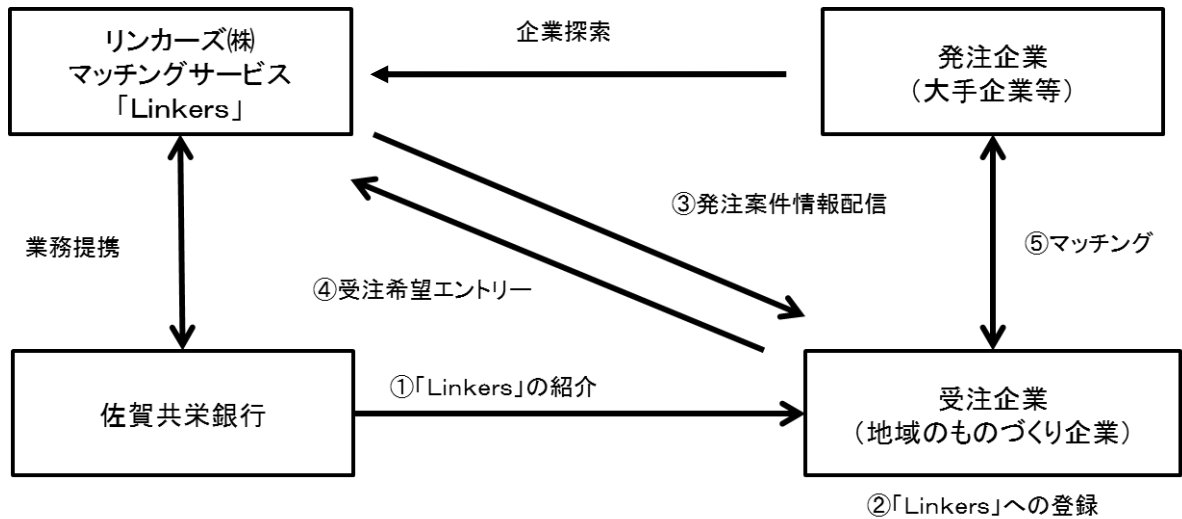 リンカーズ㈱
マッチングサービス
「Linkers」
企業探索
発注企業
（大手企業等）
③発注案件情報配信
業務提携
⑤マッチング
④受注希望エントリー
佐賀共栄銀行
①「Linkers」の紹介
受注企業
（地域のものづくり企業）
②「Linkers」への登録